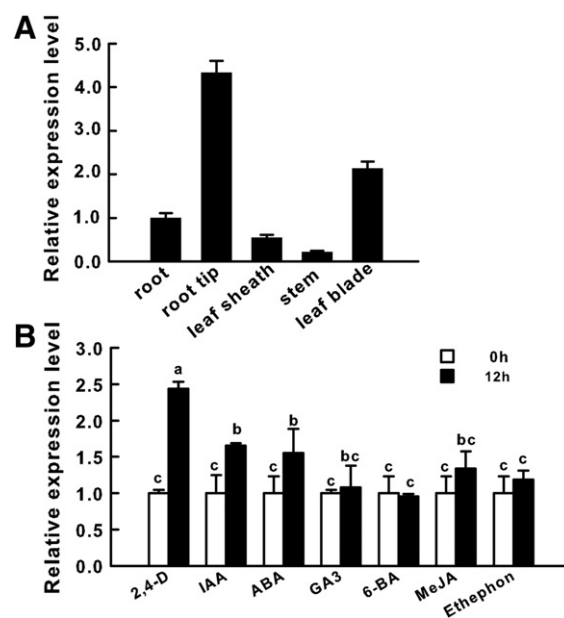 A
Relative expression level
5.0
4.0
3.0
2.0
1.0
0.0
root
root tip
leaf sheath
stem
leaf blade
B
Relative expression level
3.0
2.5
2.0
1.5
1.0
0.5
0.0
0h
12h
c a c b c b c bc c c c bc c c
2,4-D
IAA
ABA
GA3
6-BA
MeJA
Ethephon